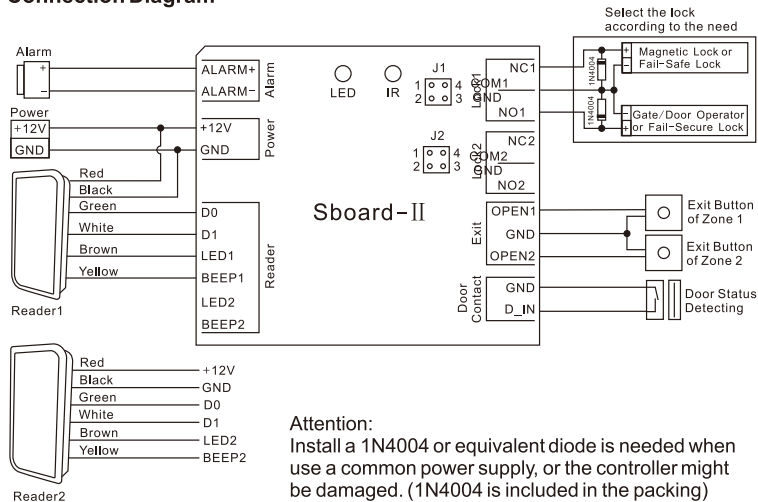 Connection Diagram
Select the lock
according to the need
Alarm
+
-
ALARM+
ALARM-
Alarm
LED
IR
J1
1 4
2 3
NC1
COM1
GND
NO1
Lock1
1N4004
1N4004
+
-
Magnetic Lock or
Fail-Safe Lock
-
+
Gate/Door Operator
or Fail-Secure Lock
Power
+12V
GND
+12V
GND
Power
J2
1 4
2 3
NC2
COM2
GND
NO2
Lock2
Red
Black
Green
White
Brown
Yellow
Reader1
D0
D1
LED1
BEEP1
LED2
BEEP2
Reader
Sboard-II
OPEN1
GND
OPEN2
Exit
Exit Button
of Zone 1
Exit Button
of Zone 2
GND
D_IN
Door
Contact
Door Status
Detecting
Red
Black
Green
White
Brown
Yellow
+12V
GND
D0
D1
LED2
BEEP2
Reader2
Attention:
Install a 1N4004 or equivalent diode is needed when
use a common power supply, or the controller might
be damaged. (1N4004 is included in the packing)